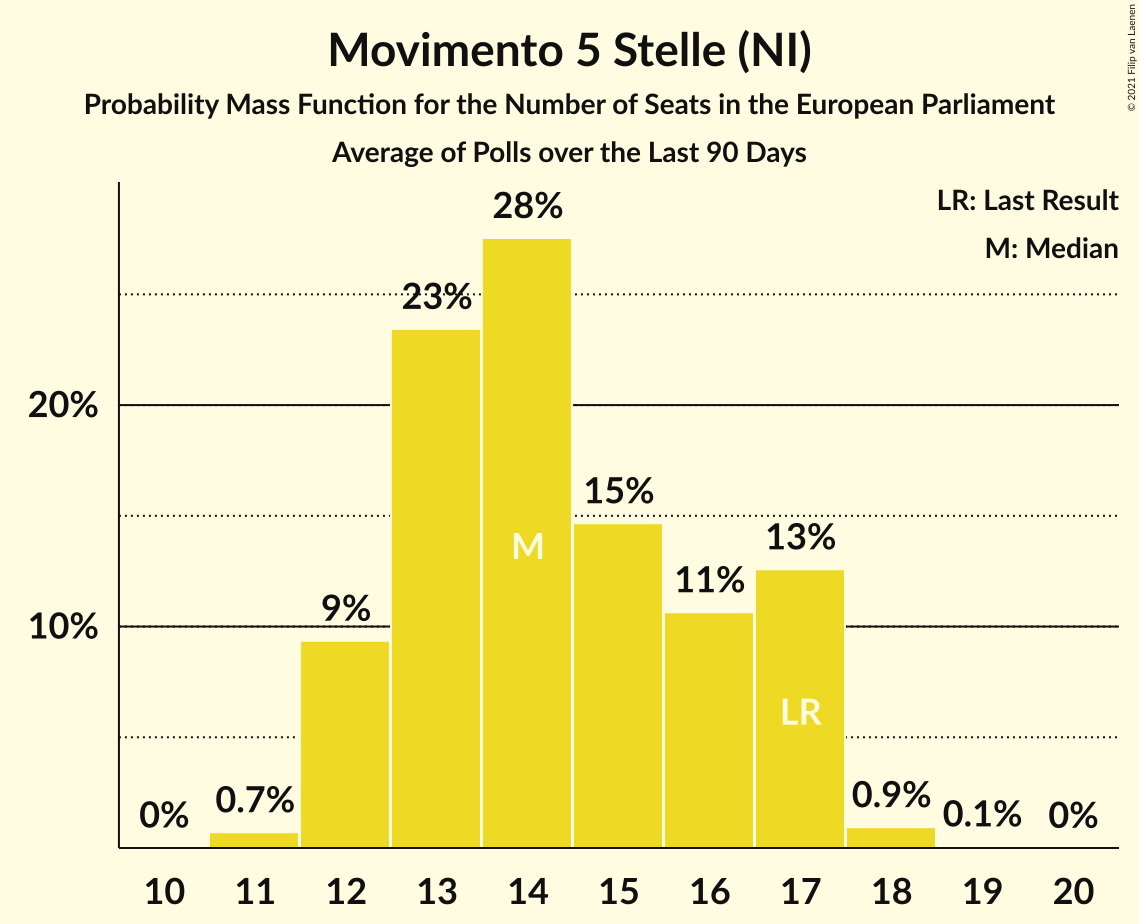 Movimento 5 Stelle (NI)
Probability Mass Function for the Number of Seats in the European Parliament
Average of Polls over the Last 90 Days
© 2021 Filip van Laenen
LR: Last Result
M: Median
28%
23%
20%
15%
M
13%
11%
9%
10%
LR
0.7%
0.9%
0%
0.1%
0%
10 11 12 13 14 15 16 17 18 19 20